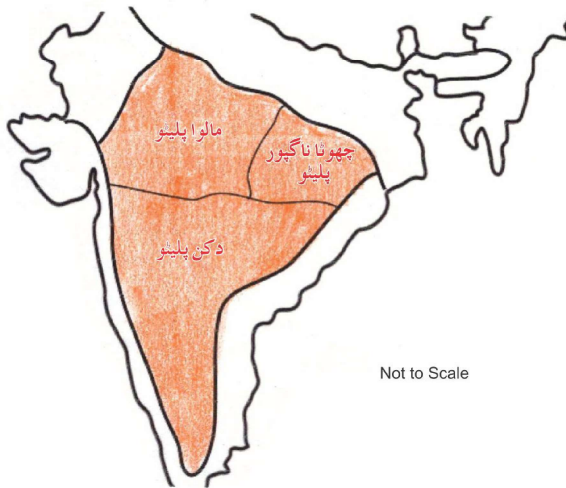 مالوا پلیٹو
چھوٹا ناگپور
پلیٹو
دکن پلیٹو
Not to Scale